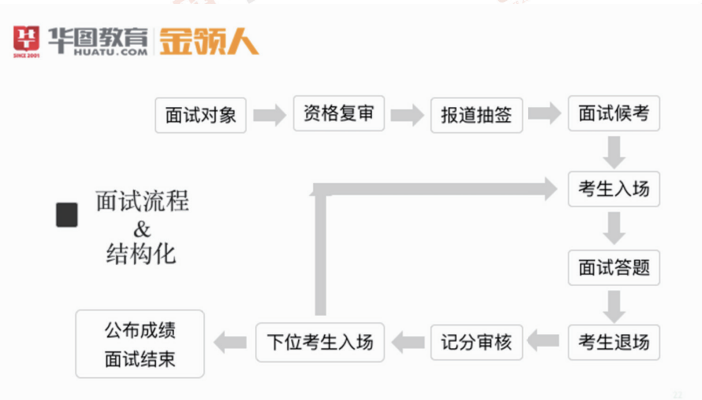 HT
SINCE 2001
华图教育
HUATU.COM
金领人
面试对象
资格复审
报道抽签
面试候考
考生入场
面试流程
&
结构化
面试答题
公布成绩
面试结束
下位考生入场
记分审核
考生退场